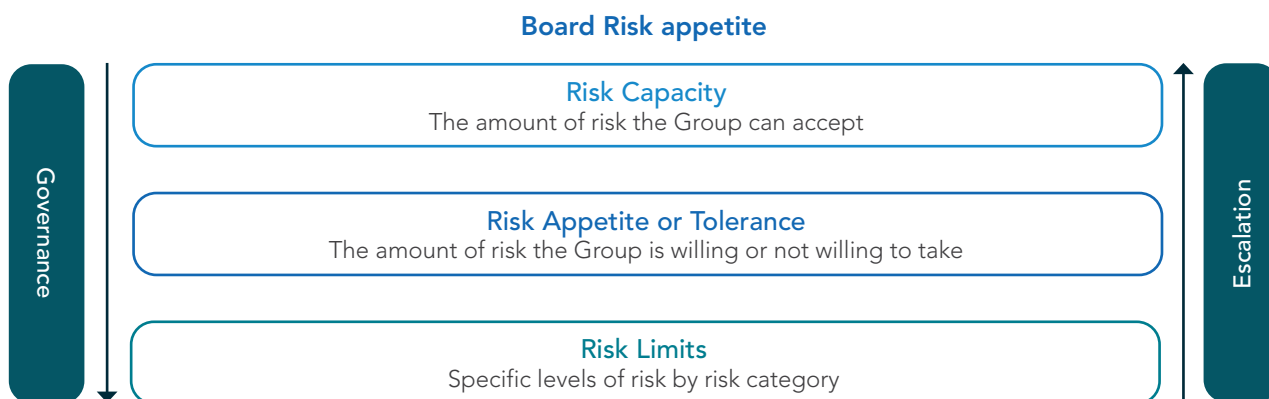 Board Risk appetite
Governance
Risk Capacity
The amount of risk the Group can accept
Risk Appetite or Tolerance
The amount of risk the Group is willing or not willing to take
Risk Limits
Specific levels of risk by risk category
Escalation